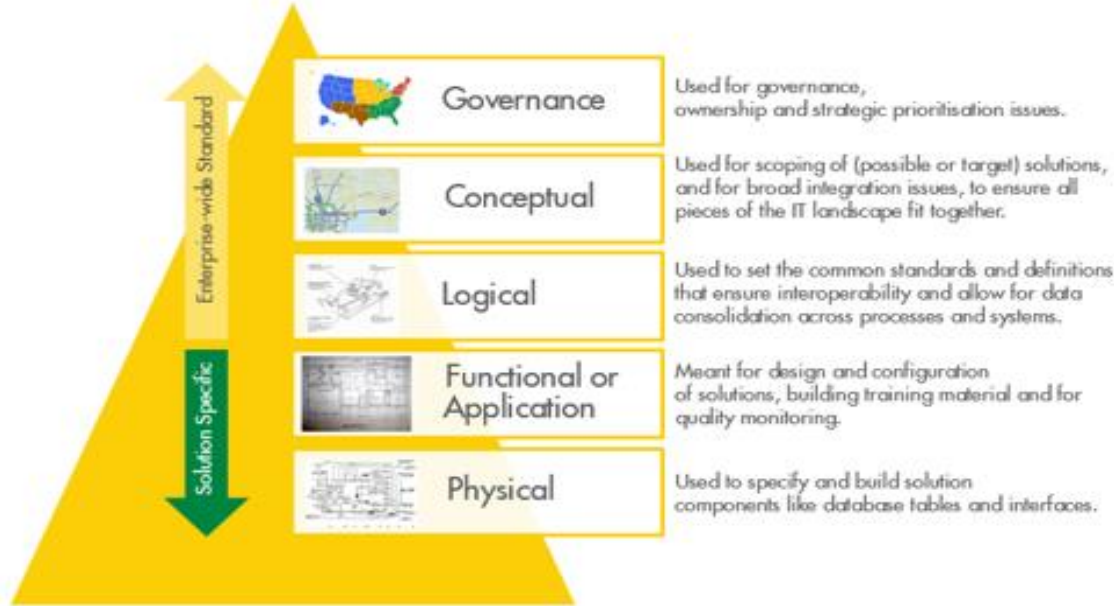 Enterprise-wide Standard
Solution Specific
Governance
Used for governance,
ownership and strategic prioritisation issues.
Conceptual
Used for scoping of (possible or target) solutions,
and for broad integration issues, to ensure all
pieces of the IT landscape fit together.
Logical
Used to set the common standards and definitions
that ensure interoperability and allow for data
consolidation across processes and systems.
Functional or
Application
Meant for design and configuration
of solutions, building training material and for
quality monitoring.
Physical
Used to specify and build solution
components like database tables and interfaces.